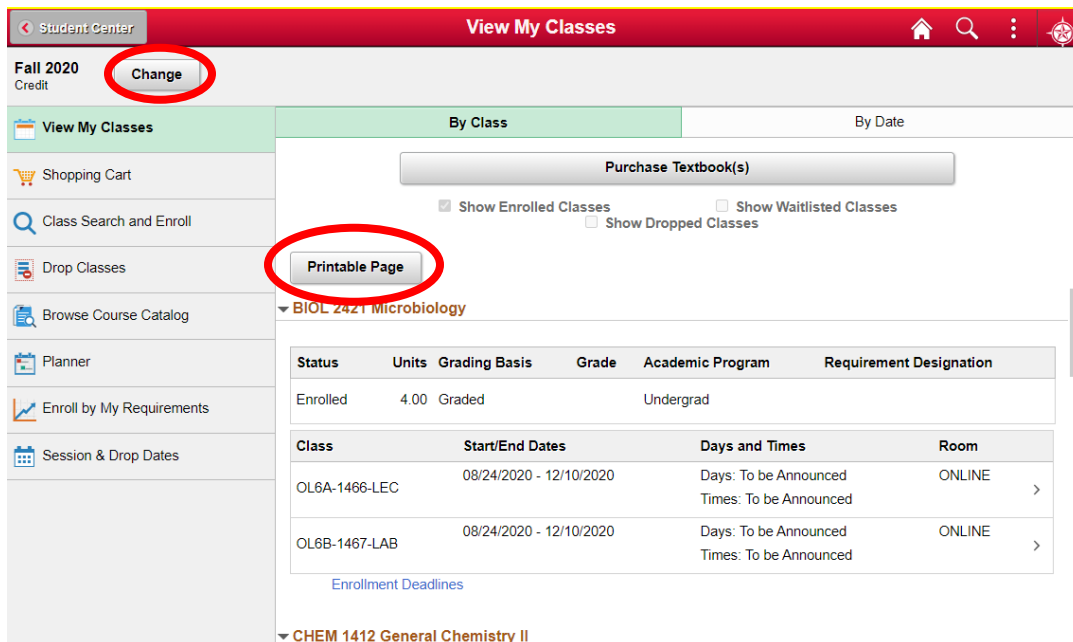 Student Center
View My Classes
Fall 2020
Credit
Change
View My Classes
Shopping Cart
Class Search and Enroll
Drop Classes
Browse Course Catalog
Planner
Enroll by My Requirements
Session & Drop Dates
By Class By Date
Purchase Textbook(s)
Show Enrolled Classes Show Waitlisted Classes
Show Dropped Classes
Printable Page
BIOL 2421 Microbiology
Status Units Grading Basis Grade Academic Program Requirement Designation
Enrolled 4.00 Graded Undergrad
Class Start/End Dates Days and Times Room
OL6A-1466-LEC 08/24/2020 - 12/10/2020 Days: To be Announced ONLINE
Times: To be Announced
OL6B-1467-LAB 08/24/2020 - 12/10/2020 Days: To be Announced ONLINE
Times: To be Announced
Enrollment Deadlines
CHEM 1412 General Chemistry II